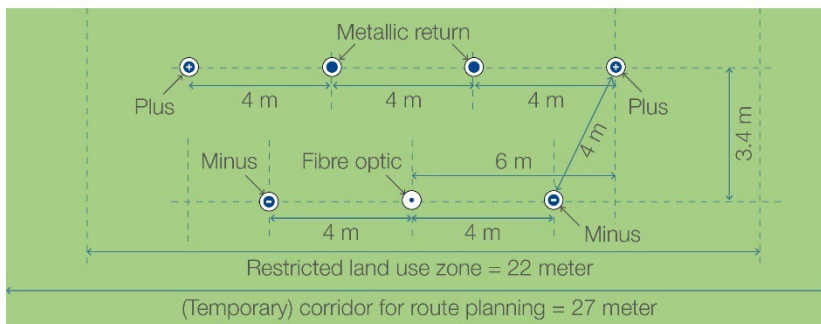 Metallic return
Plus
4 m
4 m
4 m
Plus
4 m
3.4 m
Minus
Fibre optic
6 m
4 m
4 m
Minus
Restricted land use zone = 22 meter
(Temporary) corridor for route planning = 27 meter